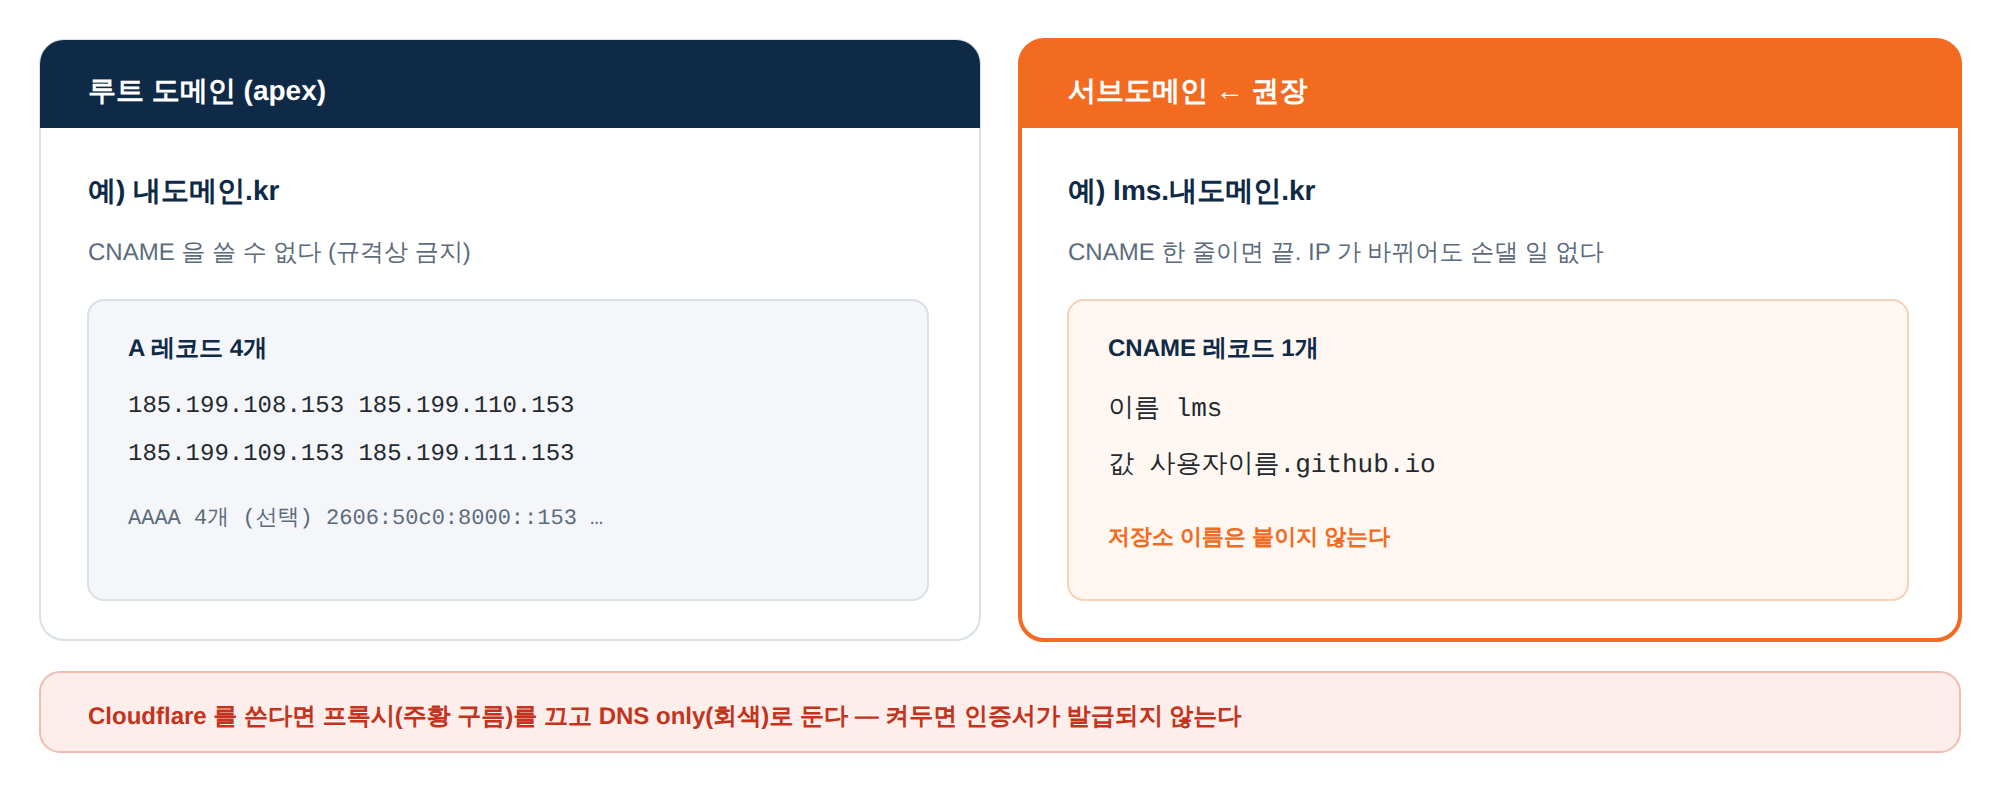 루트 도메인 (apex)
예) 내도메인.kr
CNAME 을 쓸 수 없다 (규격상 금지)
A 레코드 4개
185.199.108.153 185.199.110.153
185.199.109.153 185.199.111.153
AAAA 4개 (선택) 2606:50c0:8000::153 …
서브도메인 ← 권장
예) lms.내도메인.kr
CNAME 한 줄이면 끝. IP 가 바뀌어도 손댈 일 없다
CNAME 레코드 1개
이름 lms
값 사용자이름.github.io
저장소 이름은 붙이지 않는다
Cloudflare 를 쓴다면 프록시(주황 구름)를 끄고 DNS only(회색)로 둔다 — 켜두면 인증서가 발급되지 않는다